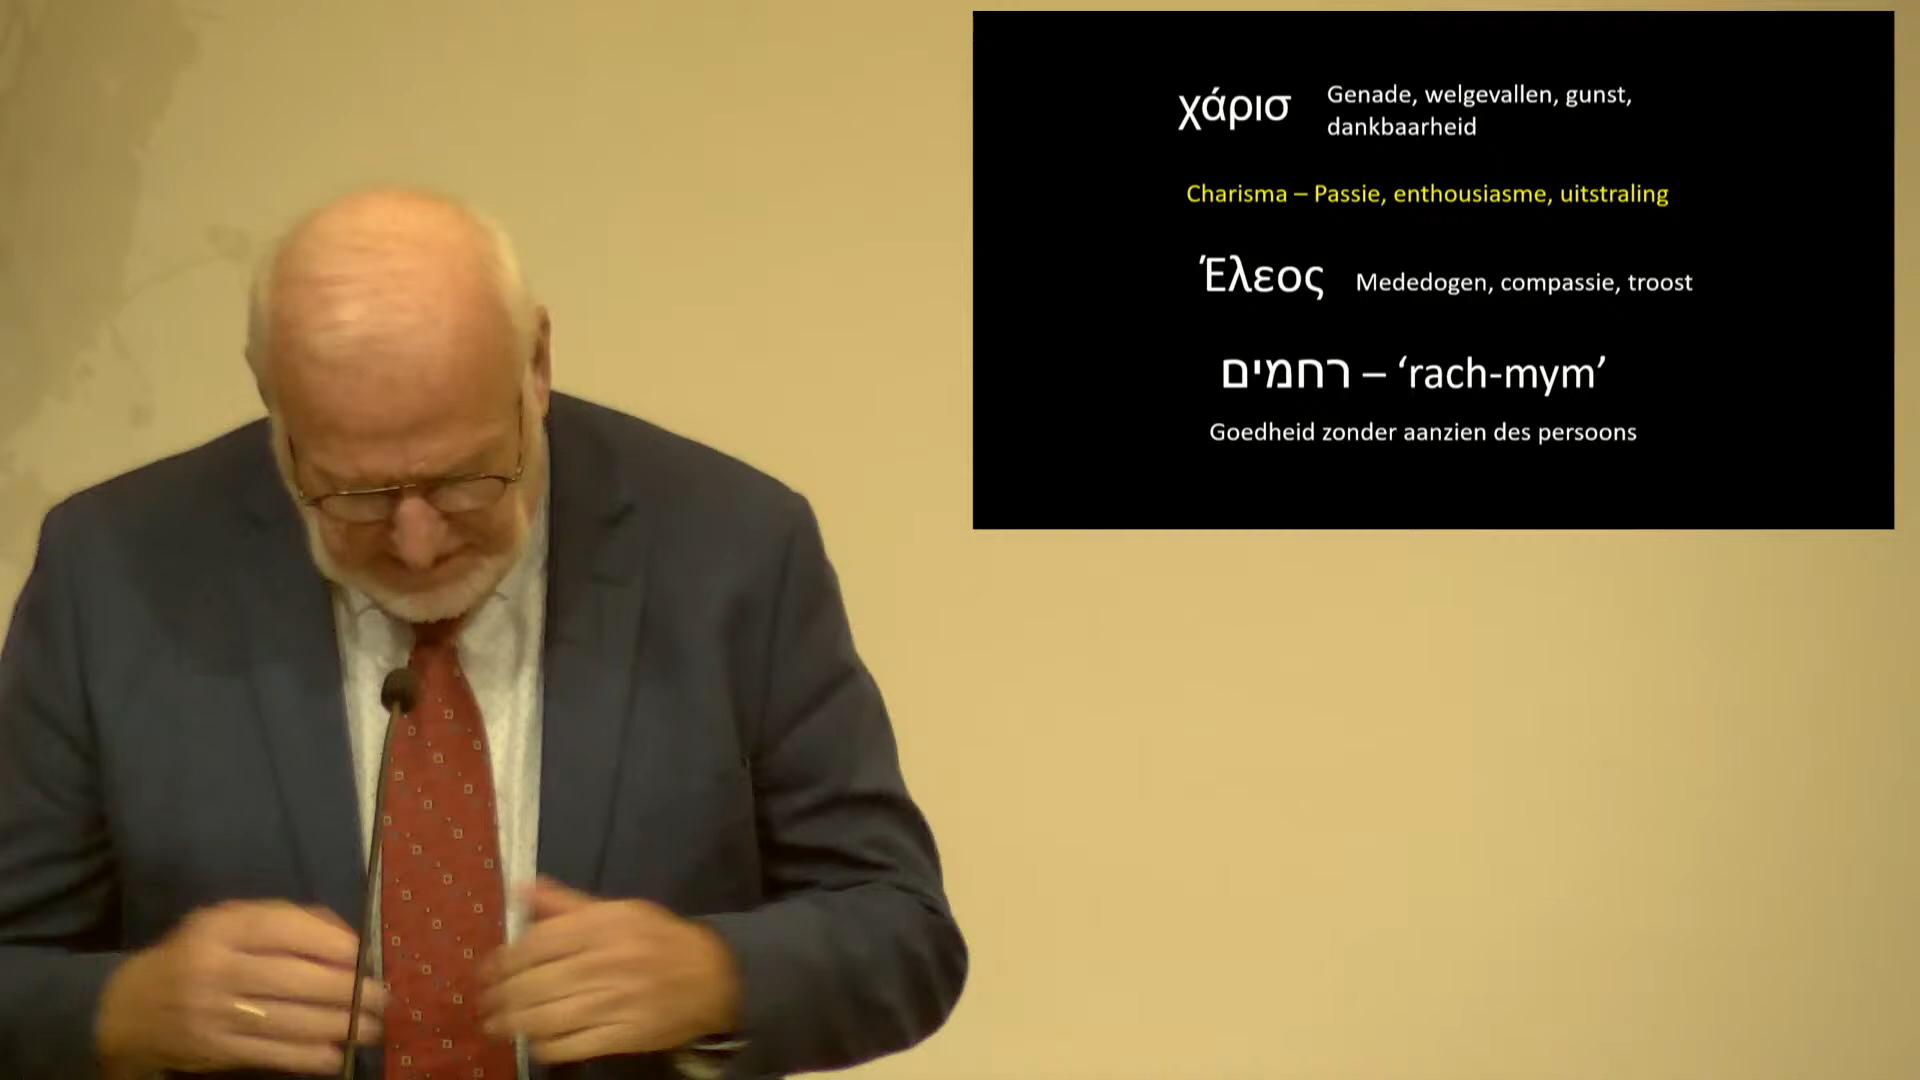 χάρισ Genade, welgevallen, gunst,
dankbaarheid
Charisma – Passie, enthousiasme, uitstraling
Έλεος Mededogen, compassie, troost
רחמים – ‘rach-mym’
Goedheid zonder aanzien des persoons